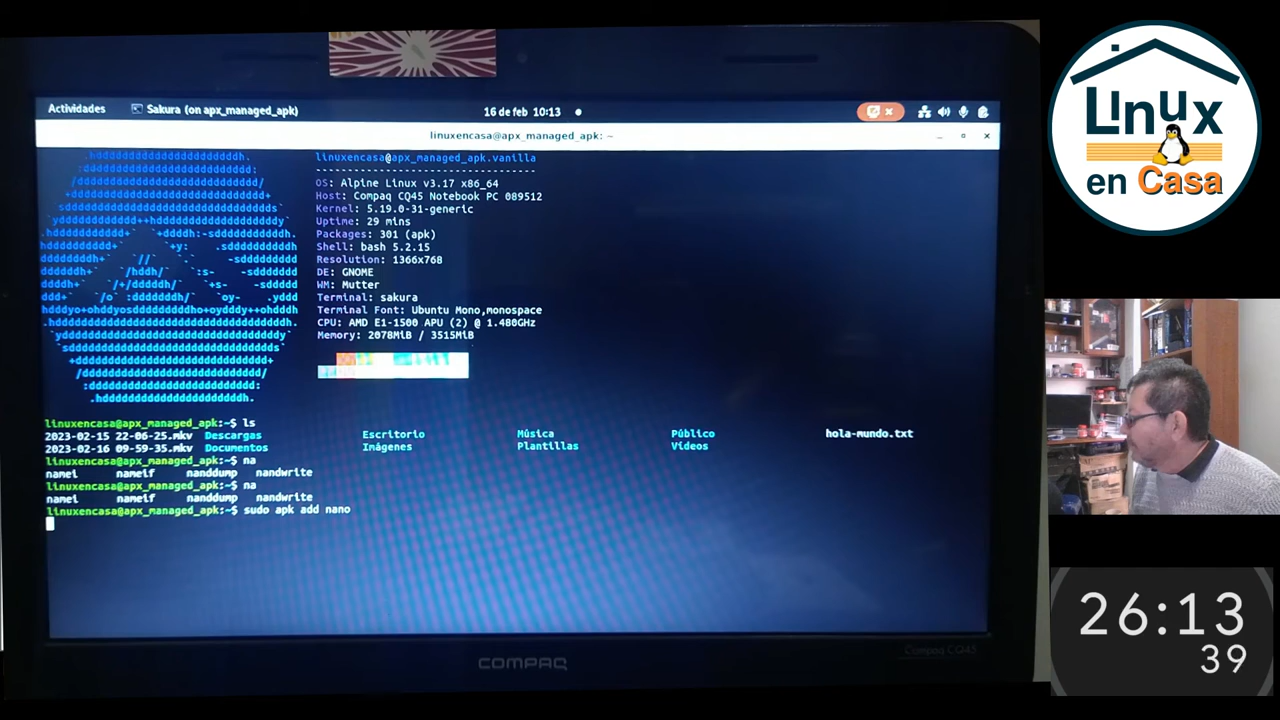 Actividades
Sakura (on apx_managed_apk)
16 de feb 10:13
linuxencasa@apx_managed_apk: ~
linuxencasa@apx_managed_apk.vanilla
-----------------------------------
OS: Alpine Linux v3.17 x86_64
Host: Compaq CQ45 Notebook PC 089512
Kernel: 5.19.0-31-generic
Uptime: 29 mins
Packages: 301 (apk)
Shell: bash 5.2.15
Resolution: 1366x768
DE: GNOME
WM: Mutter
Terminal: sakura
Terminal Font: Ubuntu Mono,monospace
CPU: AMD E1-1500 APU (2) @ 1.480GHz
Memory: 2078MiB / 3515MiB
linuxencasa@apx_managed_apk:~$ ls
2023-02-15 22-06-25.mkv Descargas Escritorio Música Público hola-mundo.txt
2023-02-16 09-59-35.mkv Documentos Imágenes Plantillas Vídeos
linuxencasa@apx_managed_apk:~$ na
namei nameif nanddump nandwrite
linuxencasa@apx_managed_apk:~$ na
namei nameif nanddump nandwrite
linuxencasa@apx_managed_apk:~$ sudo apk add nano
COMPAQ
Compaq CQ45
Linux
en Casa
26:13
39